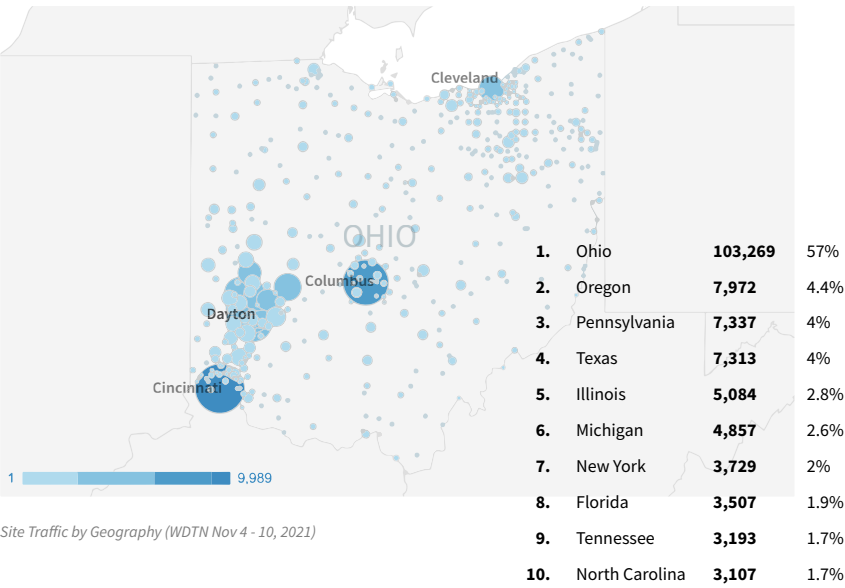 Cleveland
OHIO
Columbus
Dayton
Cincinnati
1 9,989
Site Traffic by Geography (WDTN Nov 4 - 10, 2021)
1. Ohio 103,269 57%
2. Oregon 7,972 4.4%
3. Pennsylvania 7,337 4%
4. Texas 7,313 4%
5. Illinois 5,084 2.8%
6. Michigan 4,857 2.6%
7. New York 3,729 2%
8. Florida 3,507 1.9%
9. Tennessee 3,193 1.7%
10. North Carolina 3,107 1.7%